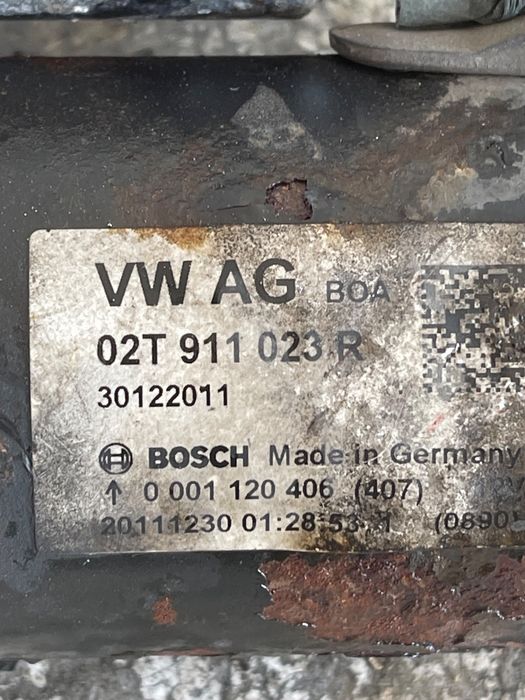 VW AG BOA
02T 911 023 R
30122011
BOSCH Made in Germany
↑ 0 001 120 406 (407)
20111230 01:28:53